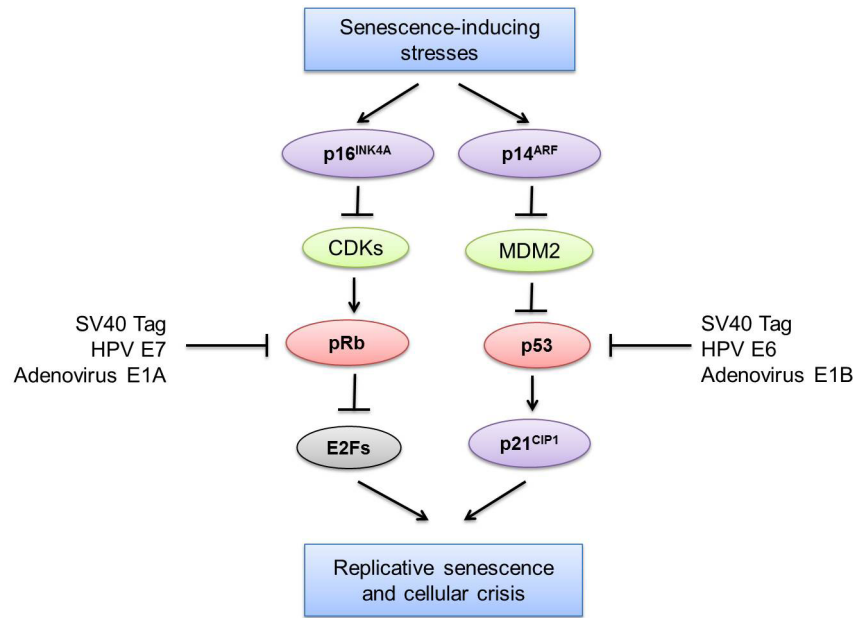 Senescence-inducing
stresses
p16INK4A
p14ARF
CDKs
MDM2
SV40 Tag
HPV E7
Adenovirus E1A
pRb
p53
SV40 Tag
HPV E6
Adenovirus E1B
E2Fs
p21CIP1
Replicative senescence
and cellular crisis